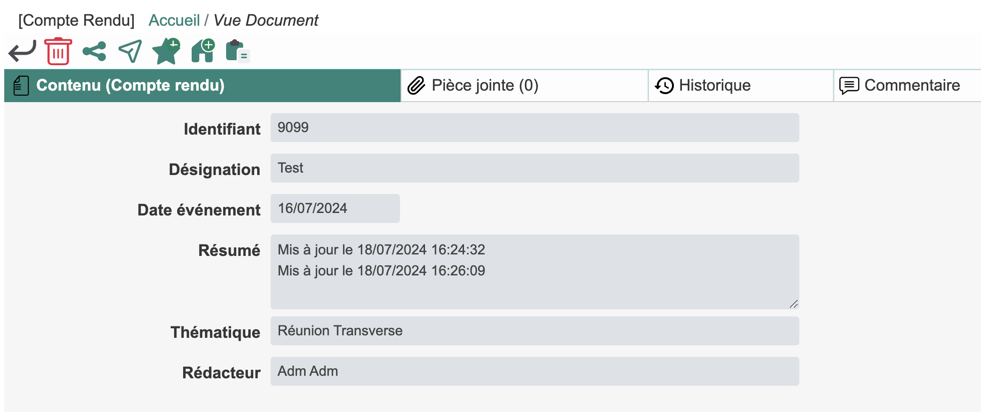 [Compte Rendu] Accueil / Vue Document
Contenu (Compte rendu) Pièce jointe (0) Historique Commentaire
Identifiant 9099
Désignation Test
Date événement 16/07/2024
Résumé Mis à jour le 18/07/2024 16:24:32
Mis à jour le 18/07/2024 16:26:09
Thématique Réunion Transverse
Rédacteur Adm Adm